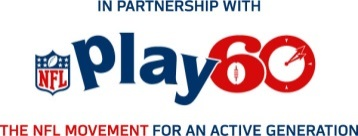 IN PARTNERSHIP WITH
NFL play60
THE NFL MOVEMENT FOR AN ACTIVE GENERATION